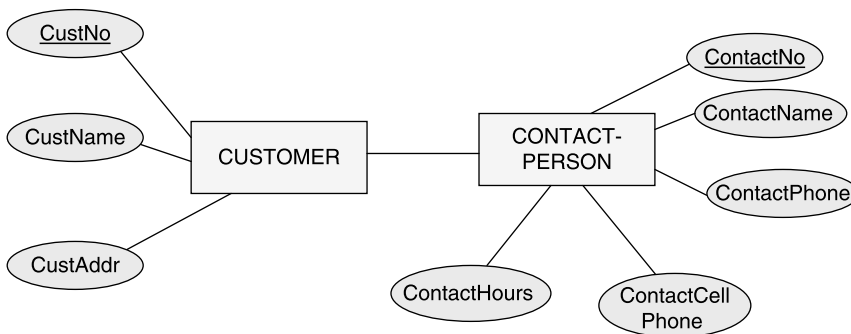 CustNo
CustName
CustAddr
CUSTOMER
CONTACT-
PERSON
ContactNo
ContactName
ContactPhone
ContactHours
ContactCell
Phone